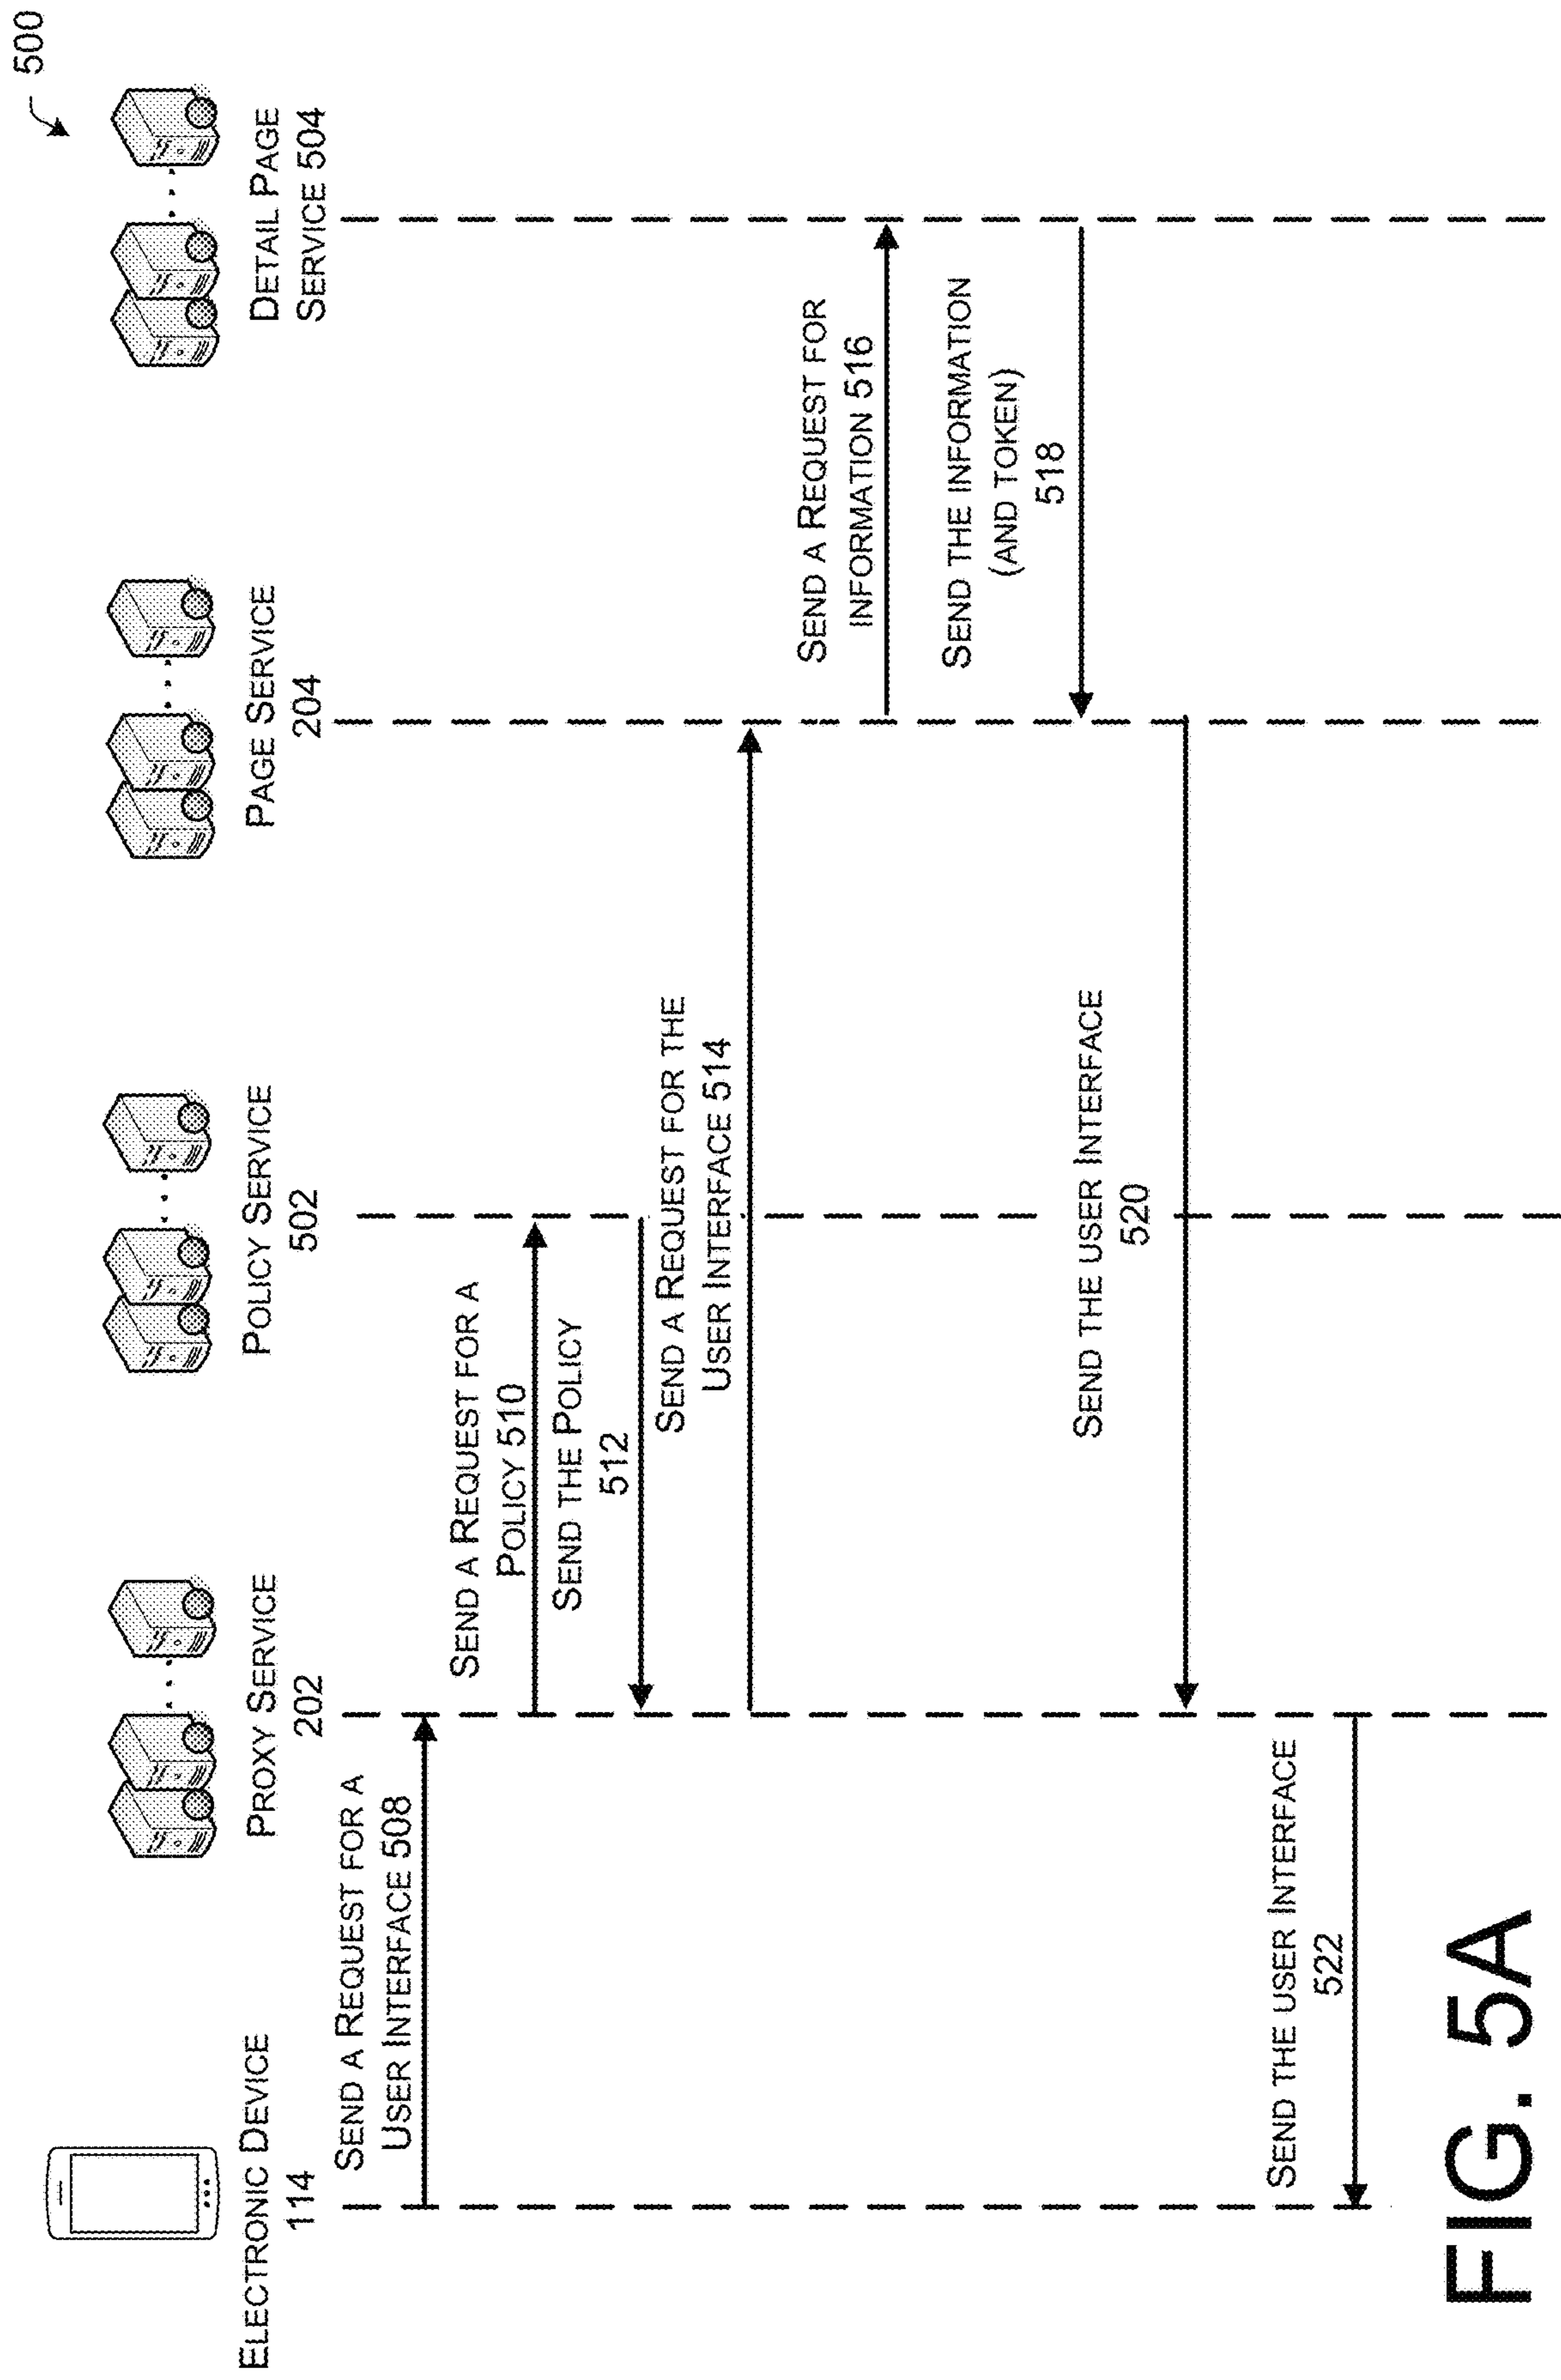 500
ELECTRONIC DEVICE
114
PROXY SERVICE
202
POLICY SERVICE
502
PAGE SERVICE
204
DETAIL PAGE
SERVICE 504
SEND A REQUEST FOR A
USER INTERFACE 508
SEND A REQUEST FOR A
POLICY 510
SEND THE POLICY
512
SEND A REQUEST FOR THE
USER INTERFACE 514
SEND A REQUEST FOR
INFORMATION 516
SEND THE INFORMATION
(AND TOKEN)
518
SEND THE USER INTERFACE
520
SEND THE USER INTERFACE
522
FIG. 5A